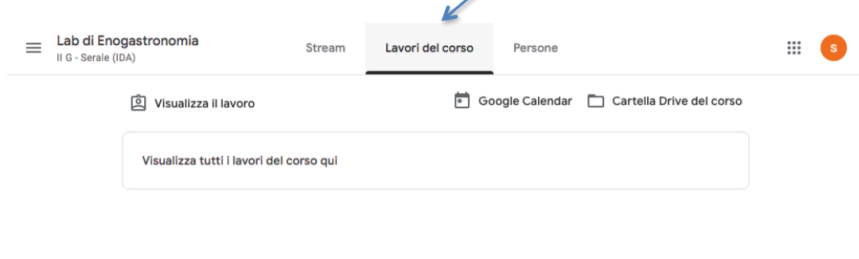 Lab di Enogastronomia
II G - Serale (IDA)
Stream
Lavori del corso
Persone
S
Visualizza il lavoro
Google Calendar
Cartella Drive del corso
Visualizza tutti i lavori del corso qui